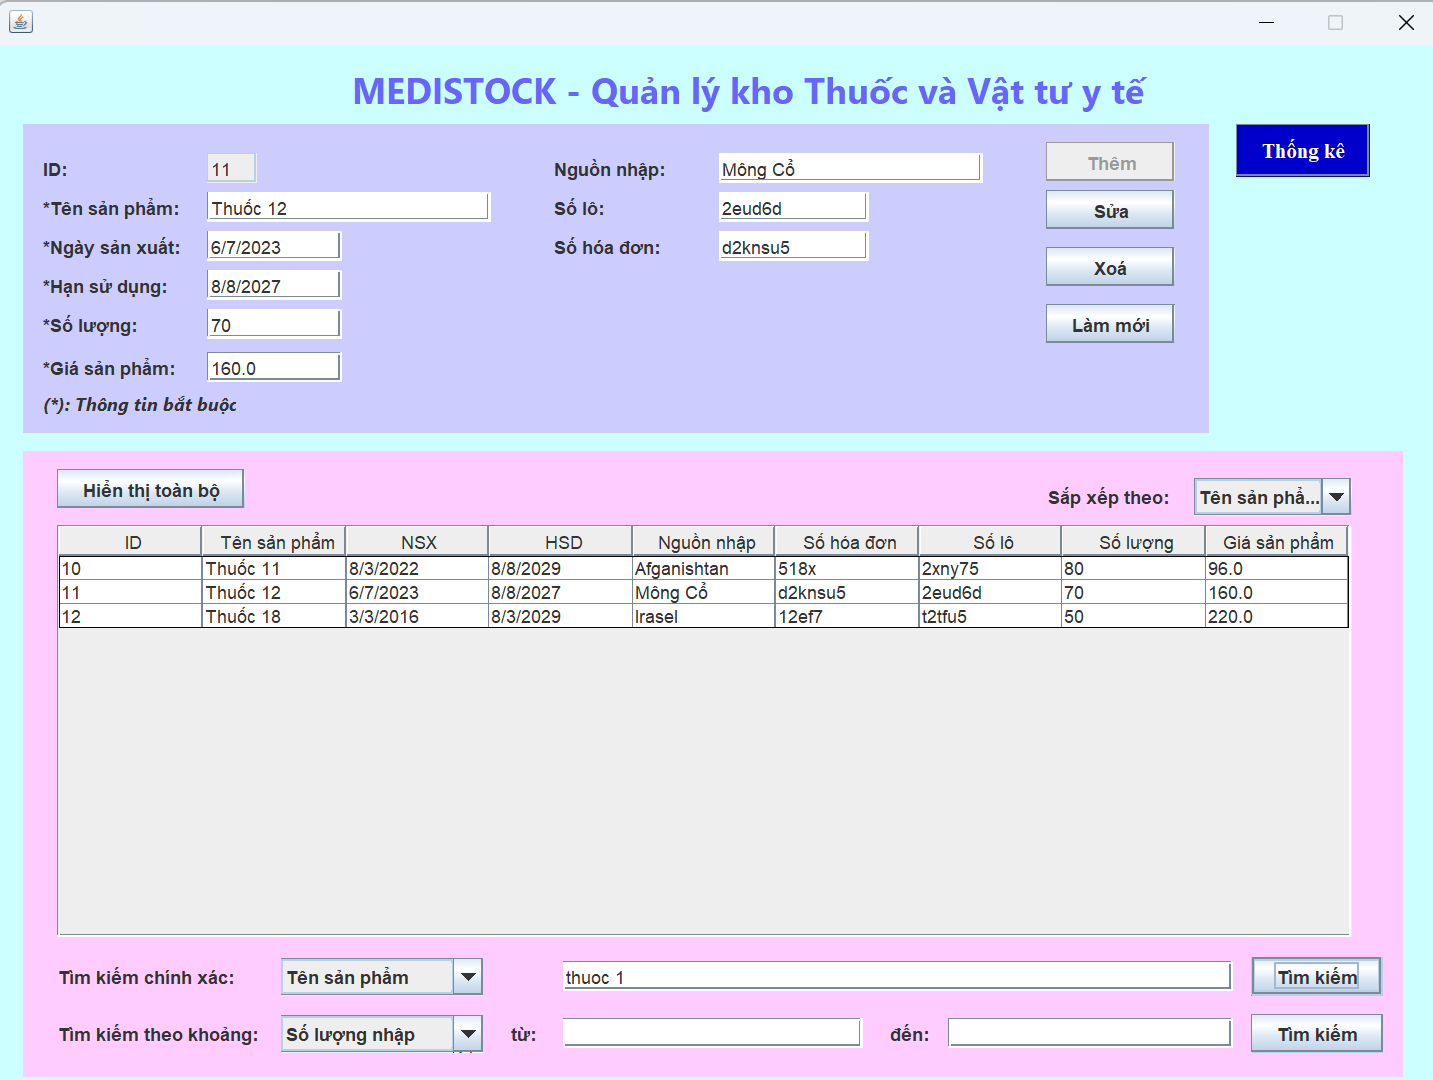 MEDISTOCK - Quản lý kho Thuốc và Vật tư y tế
Thống kê
ID: 11
*Tên sản phẩm: Thuốc 12
*Ngày sản xuất: 6/7/2023
*Hạn sử dụng: 8/8/2027
*Số lượng: 70
*Giá sản phẩm: 160.0
(*): Thông tin bắt buộc
Nguồn nhập: Mông Cổ
Số lô: 2eud6d
Số hóa đơn: d2knsu5
Thêm
Sửa
Xoá
Làm mới
Hiển thị toàn bộ
Sắp xếp theo: Tên sản phẩ...
ID Tên sản phẩm NSX HSD Nguồn nhập Số hóa đơn Số lô Số lượng Giá sản phẩm
10 Thuốc 11 8/3/2022 8/8/2029 Afganishtan 518x 2xny75 80 96.0
11 Thuốc 12 6/7/2023 8/8/2027 Mông Cổ d2knsu5 2eud6d 70 160.0
12 Thuốc 18 3/3/2016 8/3/2029 Irasel 12ef7 t2tfu5 50 220.0
Tìm kiếm chính xác: Tên sản phẩm thuoc 1 Tìm kiếm
Tìm kiếm theo khoảng: Số lượng nhập từ: đến: Tìm kiếm